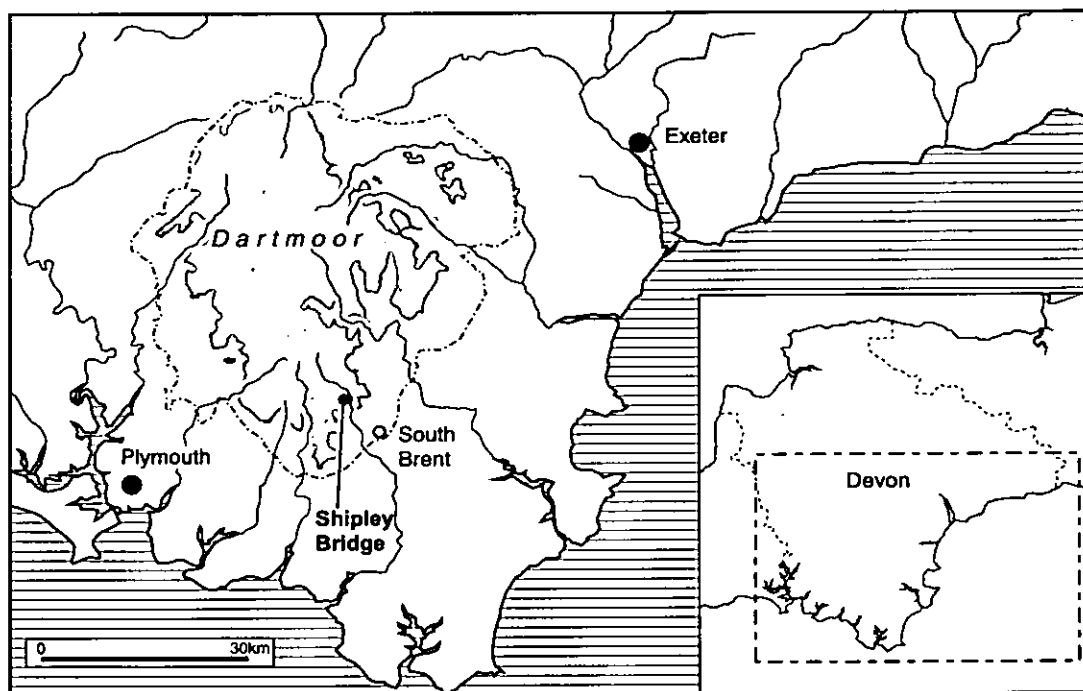 Exeter
Dartmoor
South
Brent
Plymouth
Shipley
Bridge
Devon
0 30km